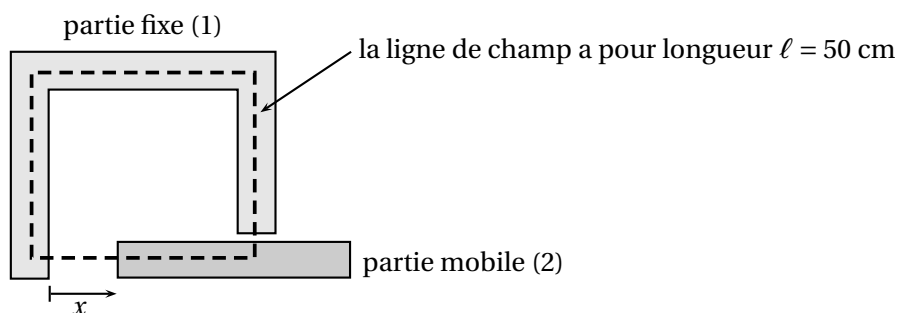 partie fixe (1)
la ligne de champ a pour longueur ℓ = 50 cm
partie mobile (2)
x